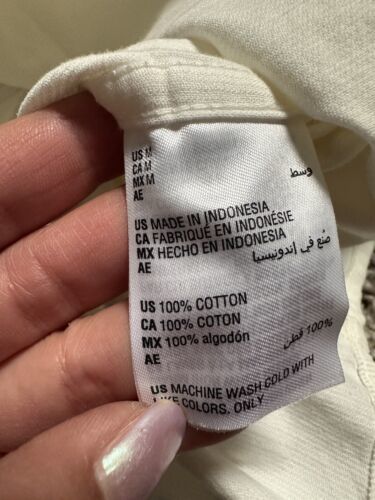 US M
CA M
MX M
AE وسط
US MADE IN INDONESIA
CA FABRIQUÉ EN INDONÉSIE
MX HECHO EN INDONESIA
AE صُنع في إندونيسيا
US 100% COTTON
CA 100% COTON
MX 100% algodón
AE 100% قطن
US MACHINE WASH COLD WITH
LIKE COLORS. ONLY